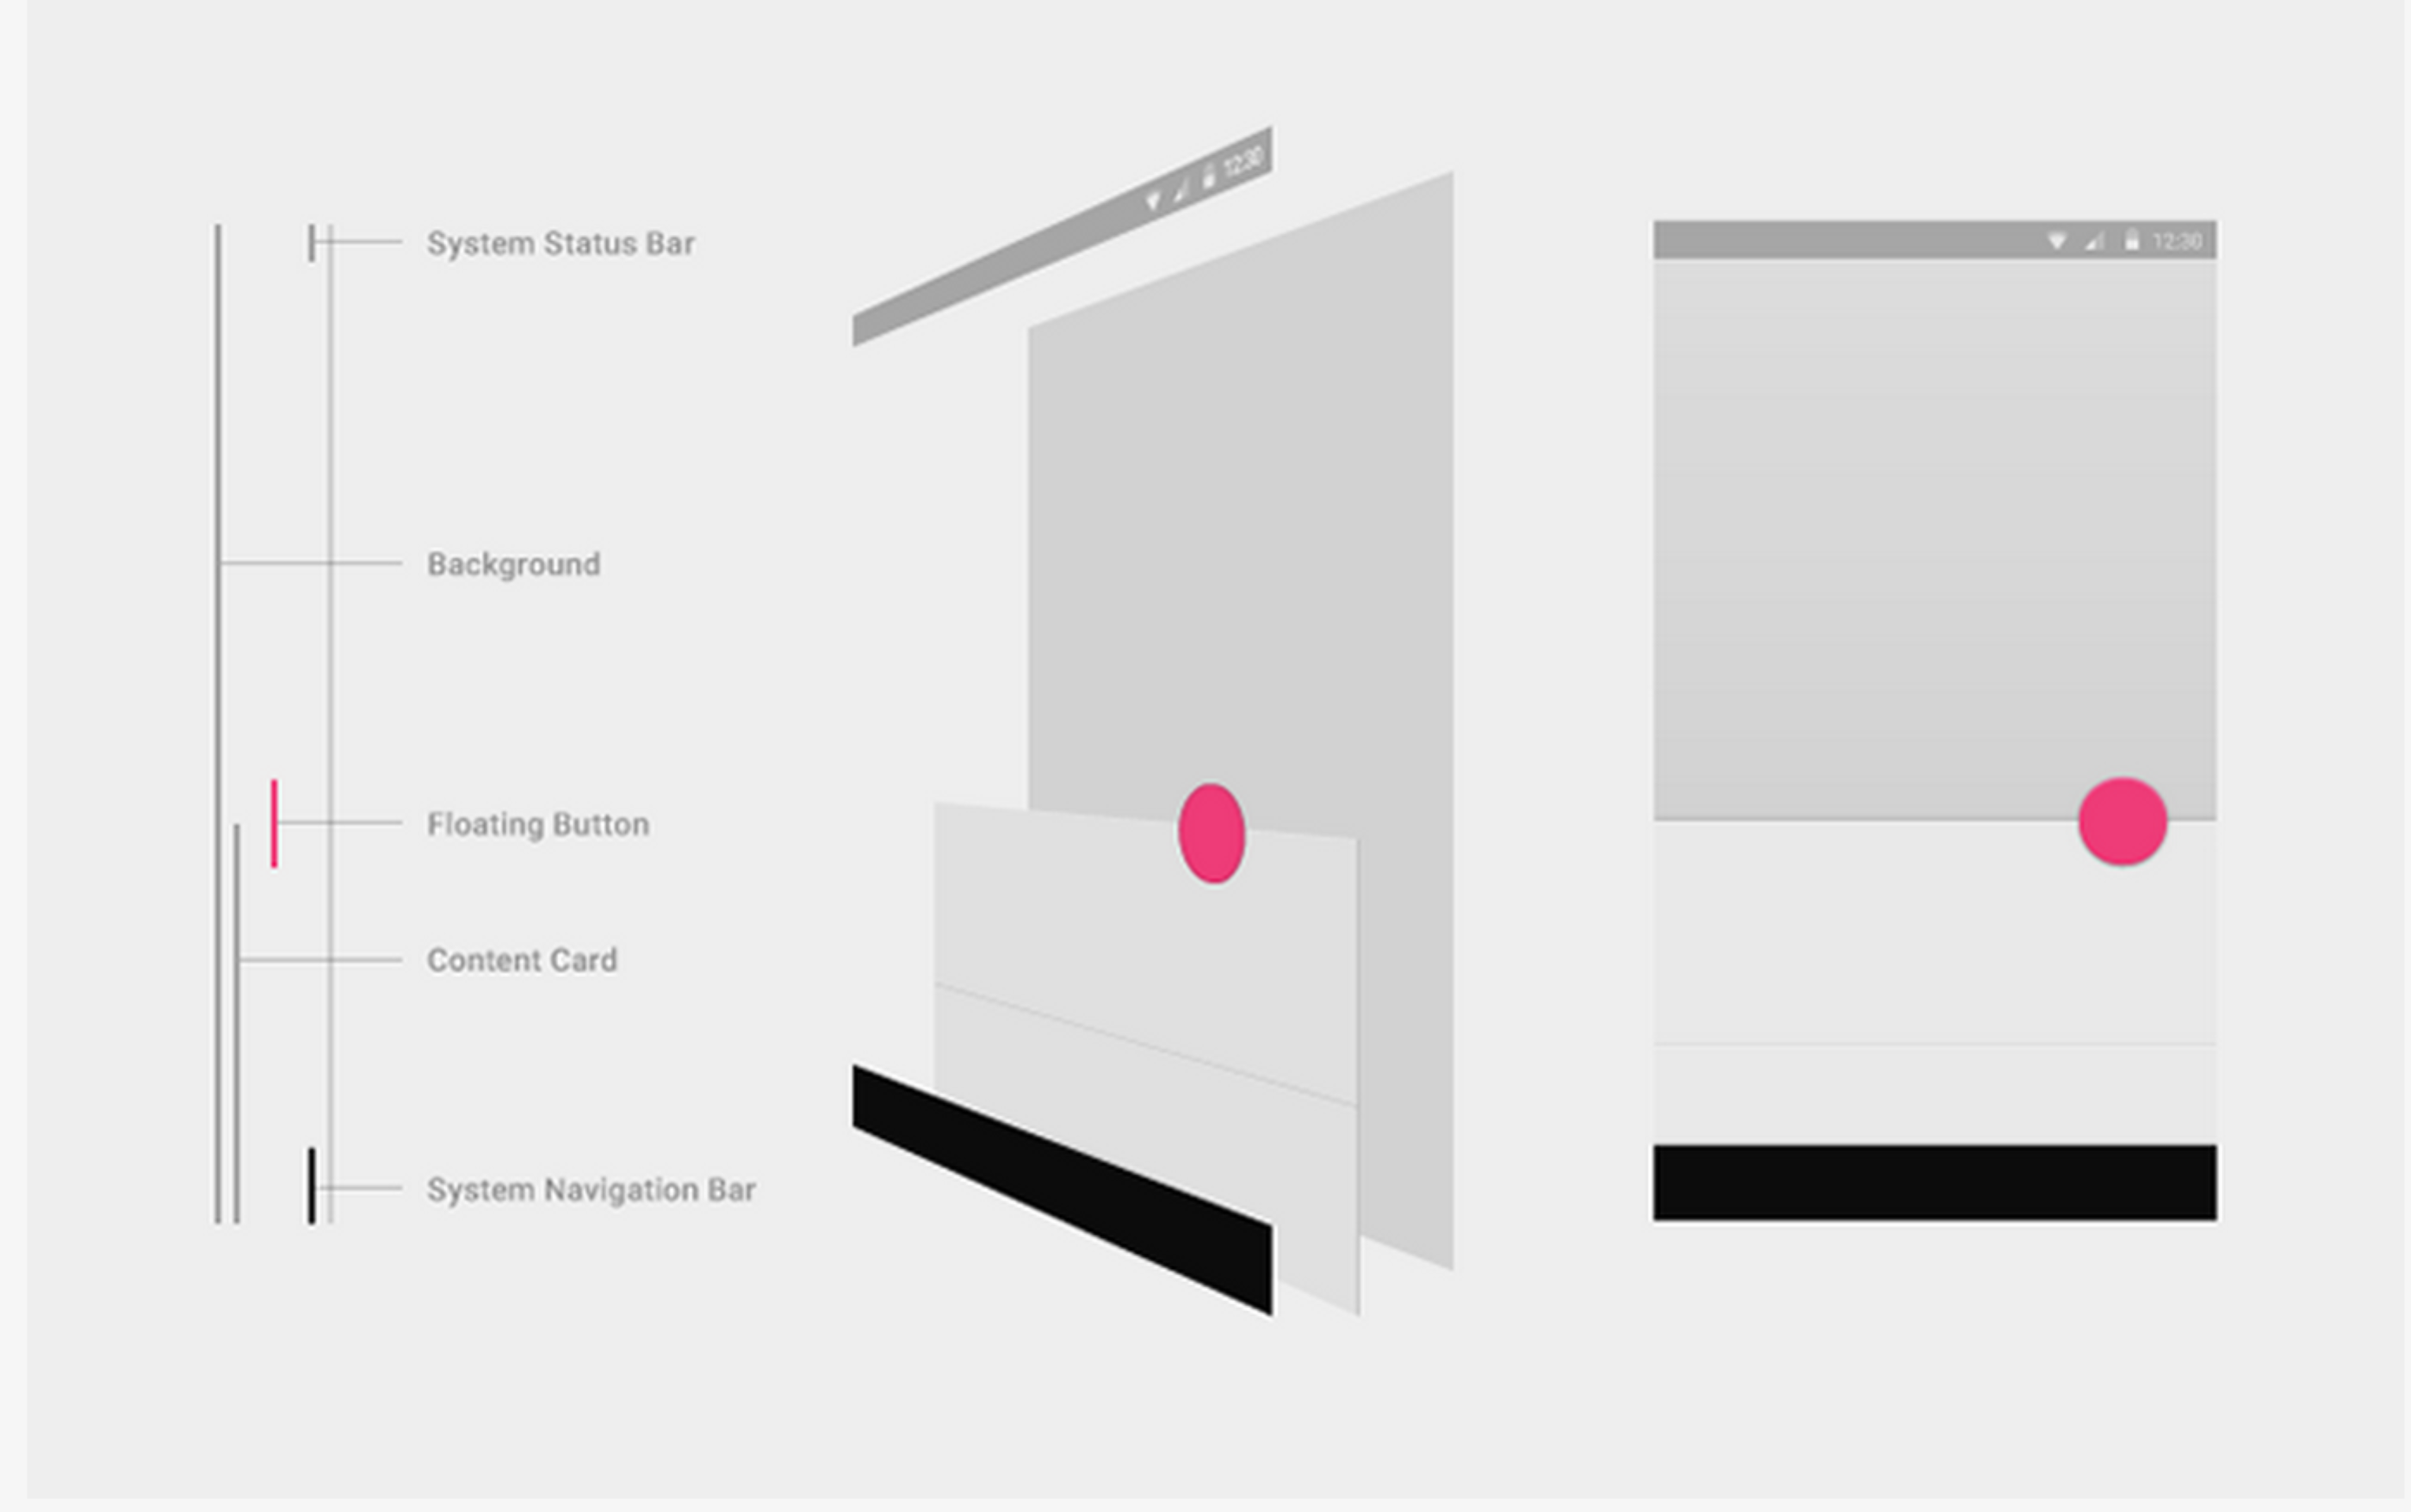 System Status Bar
Background
Floating Button
Content Card
System Navigation Bar
12:30
12:30